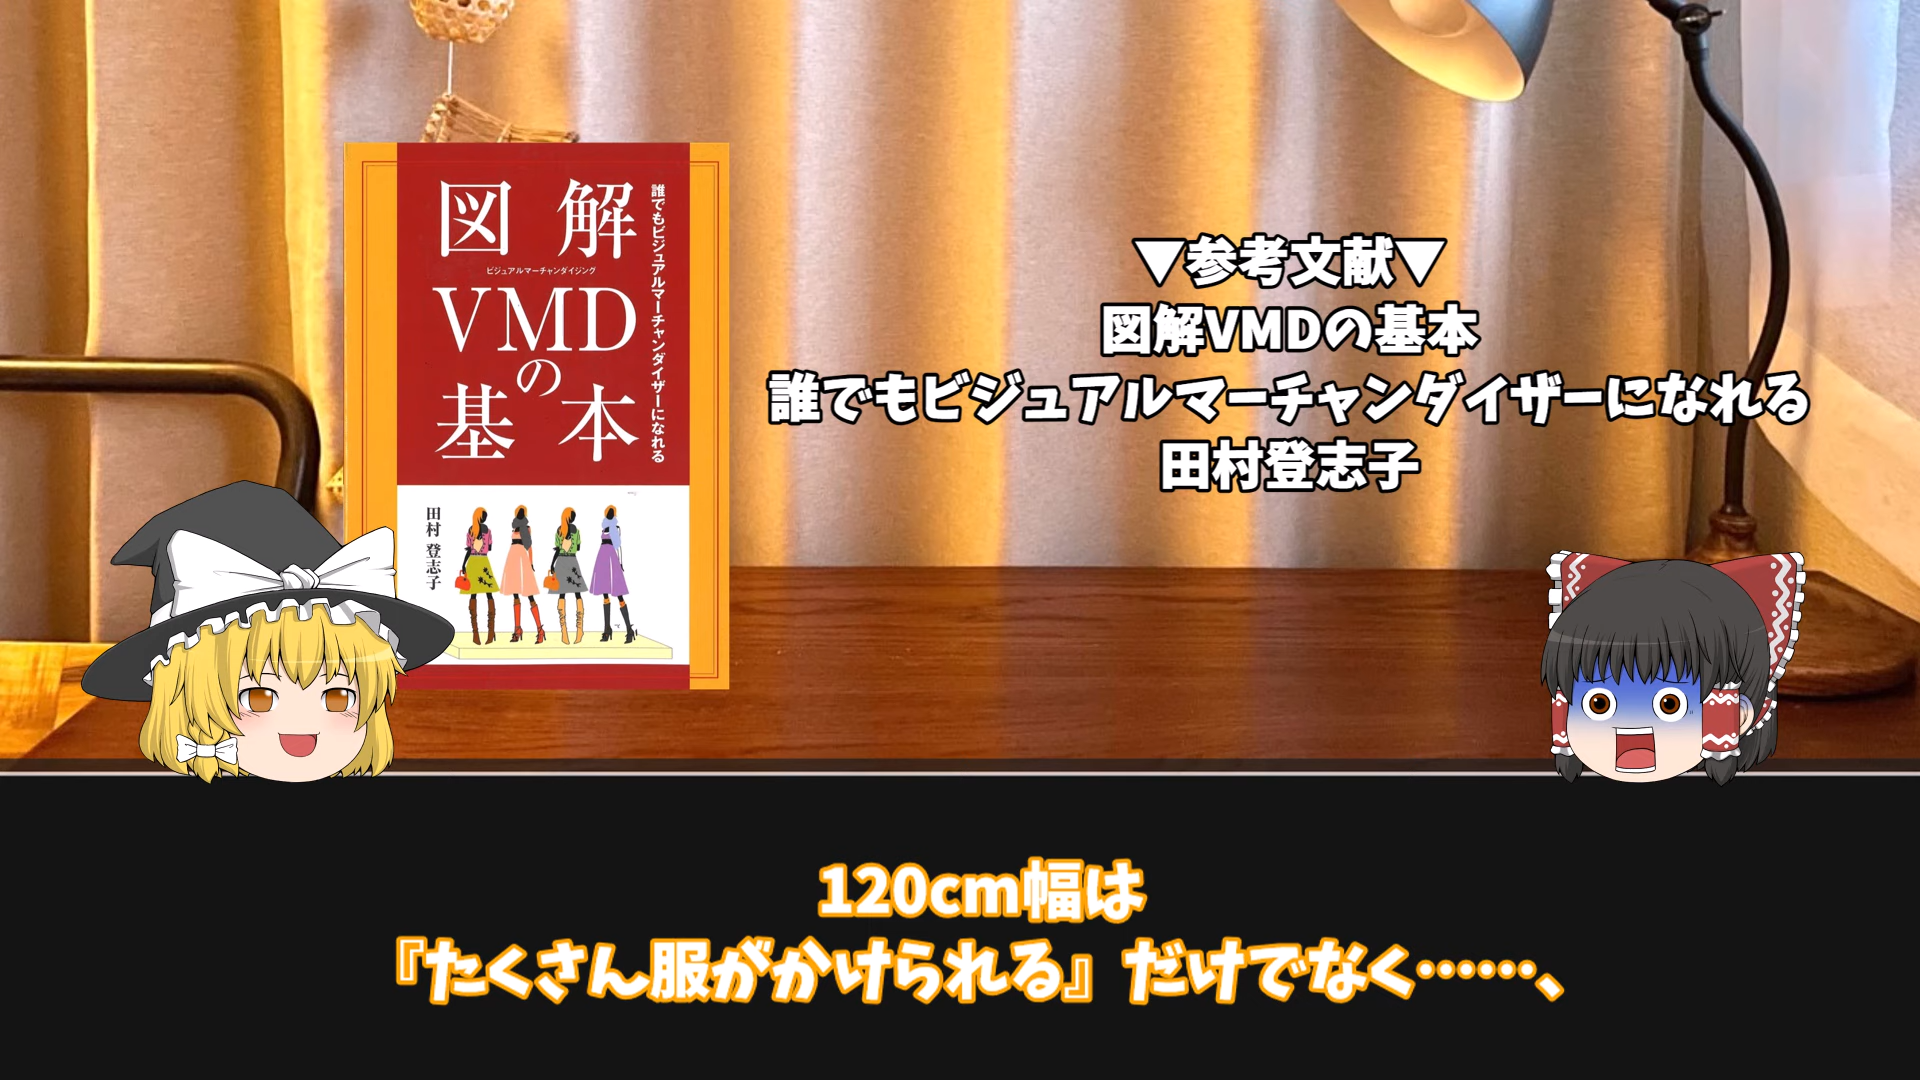 図解
ビジュアルマーチャンダイジング
VMD
の
基本
誰でもビジュアルマーチャンダイザーになれる
田村 登志子
▼参考文献▼
図解VMDの基本
誰でもビジュアルマーチャンダイザーになれる
田村登志子
120cm幅は
『たくさん服がかけられる』だけでなく……、